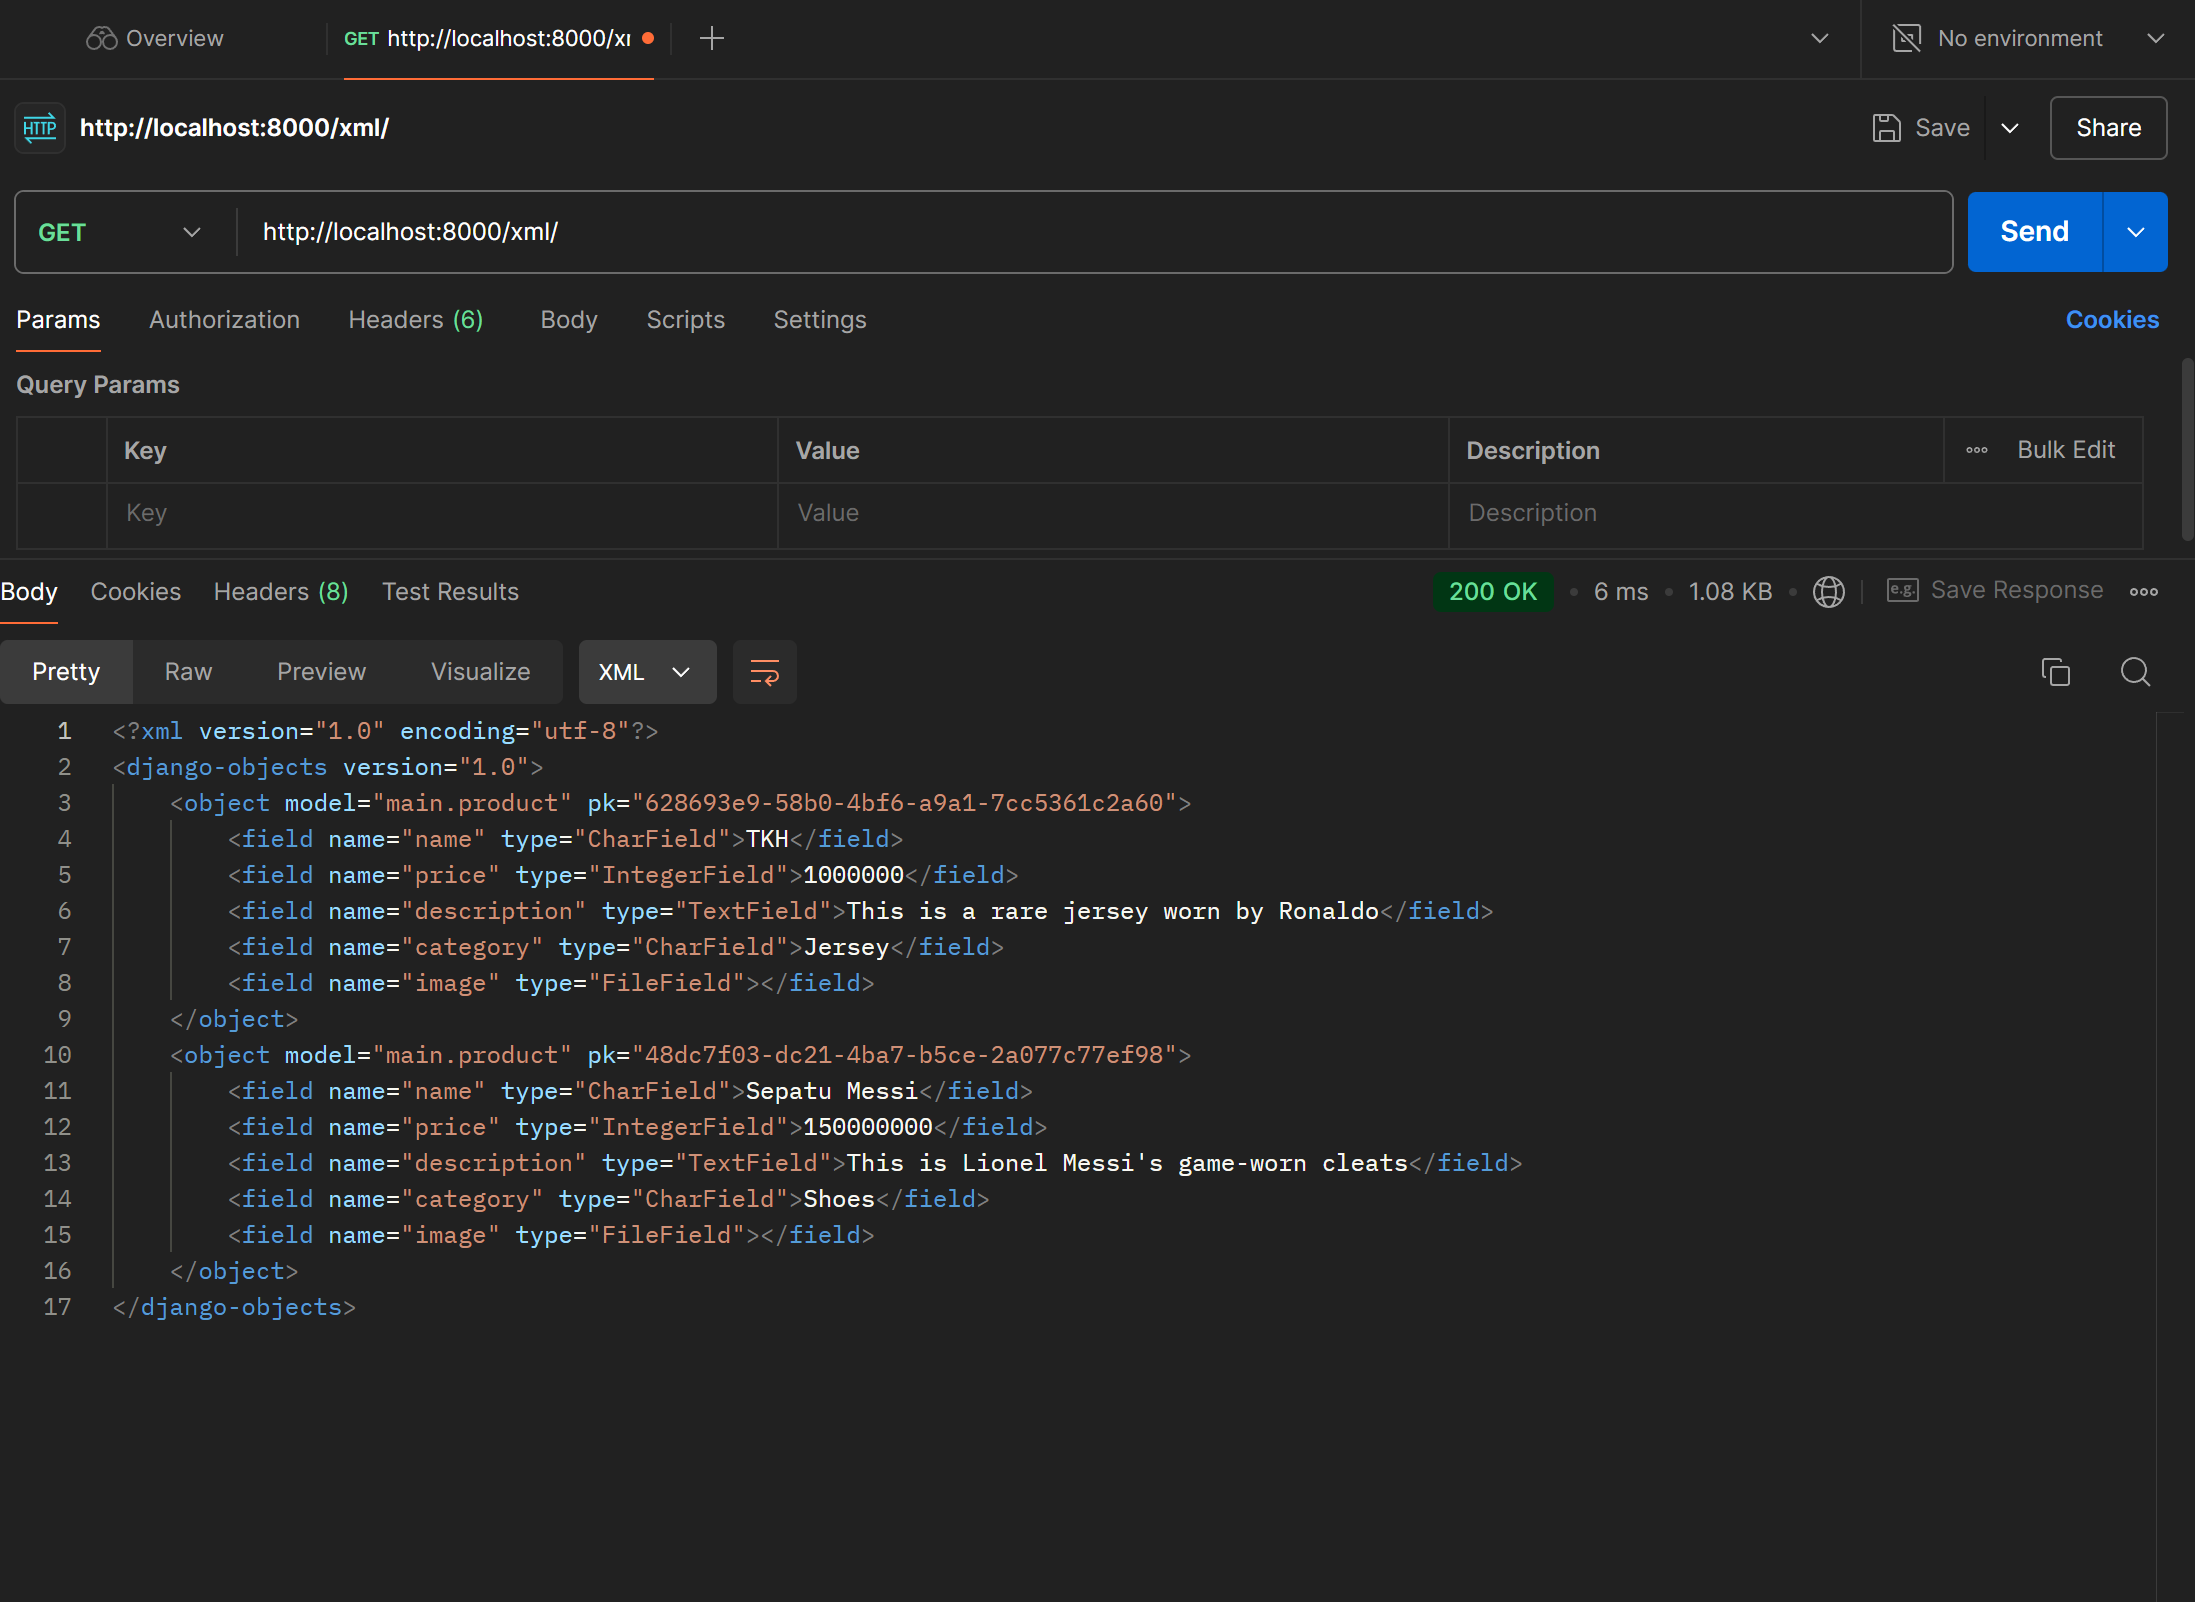 Overview
GET http://localhost:8000/x
No environment
HTTP http://localhost:8000/xml/
Save
Share
GET http://localhost:8000/xml/
Send
Params Authorization Headers (6) Body Scripts Settings Cookies
Query Params
Key Value Description Bulk Edit
Key Value Description
Body Cookies Headers (8) Test Results 200 OK • 6 ms • 1.08 KB • e.g. Save Response
Pretty Raw Preview Visualize XML
1 <?xml version="1.0" encoding="utf-8"?>
2 <django-objects version="1.0">
3 <object model="main.product" pk="628693e9-58b0-4bf6-a9a1-7cc5361c2a60">
4 <field name="name" type="CharField">TKH</field>
5 <field name="price" type="IntegerField">1000000</field>
6 <field name="description" type="TextField">This is a rare jersey worn by Ronaldo</field>
7 <field name="category" type="CharField">Jersey</field>
8 <field name="image" type="FileField"></field>
9 </object>
10 <object model="main.product" pk="48dc7f03-dc21-4ba7-b5ce-2a077c77ef98">
11 <field name="name" type="CharField">Sepatu Messi</field>
12 <field name="price" type="IntegerField">150000000</field>
13 <field name="description" type="TextField">This is Lionel Messi's game-worn cleats</field>
14 <field name="category" type="CharField">Shoes</field>
15 <field name="image" type="FileField"></field>
16 </object>
17 </django-objects>